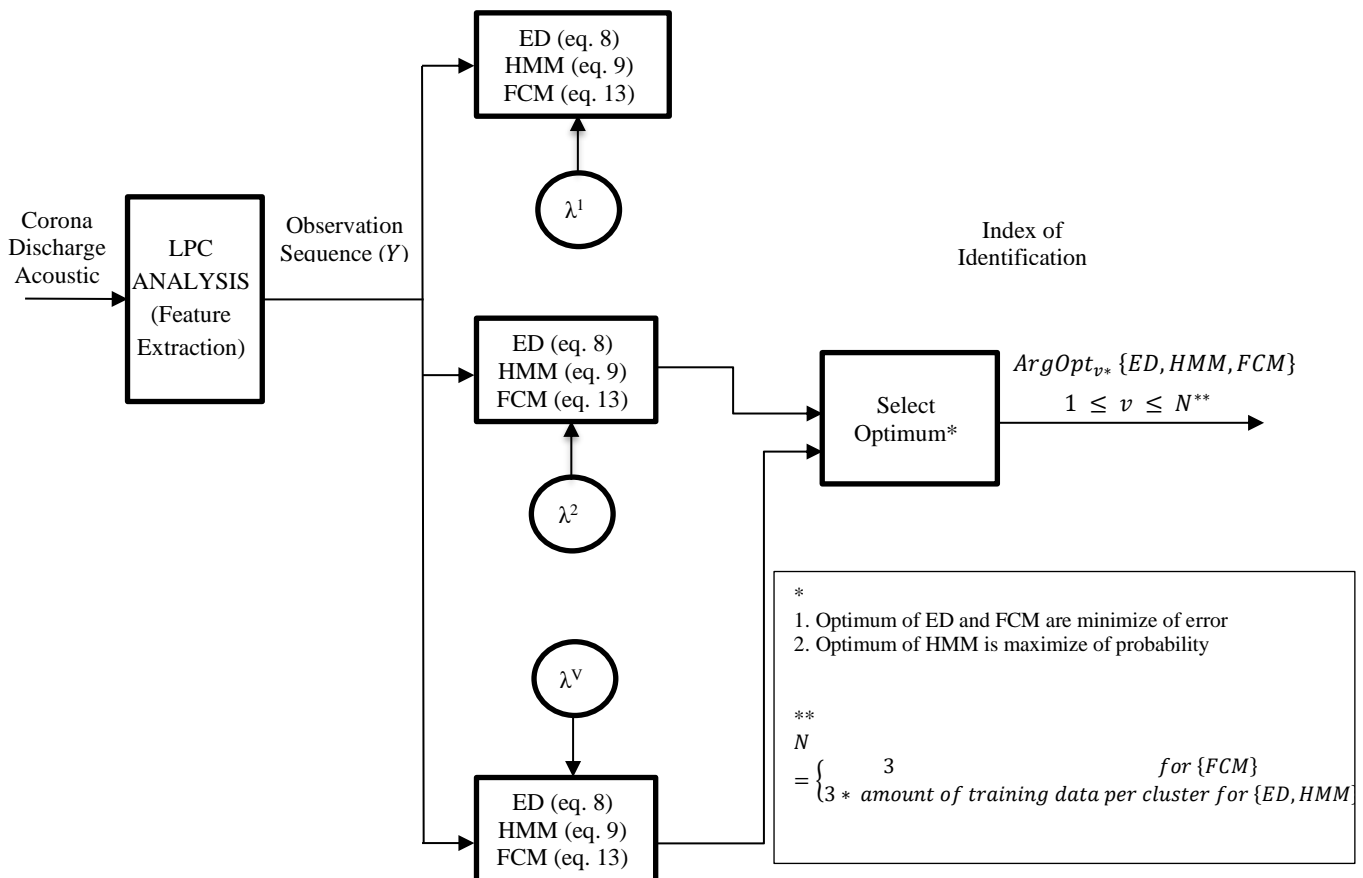 ED (eq. 8)
HMM (eq. 9)
FCM (eq. 13)
λ¹
Corona
Discharge
Acoustic
LPC
ANALYSIS
(Feature
Extraction)
Observation
Sequence (Y)
Index of
Identification
ED (eq. 8)
HMM (eq. 9)
FCM (eq. 13)
λ²
Select
Optimum*
ArgOpt_{v*} {ED, HMM, FCM}
1 ≤ v ≤ N**
λ^V
ED (eq. 8)
HMM (eq. 9)
FCM (eq. 13)
*
1. Optimum of ED and FCM are minimize of error
2. Optimum of HMM is maximize of probability
**
N
= { 3 for {FCM}
3 * amount of training data per cluster for {ED, HMM}